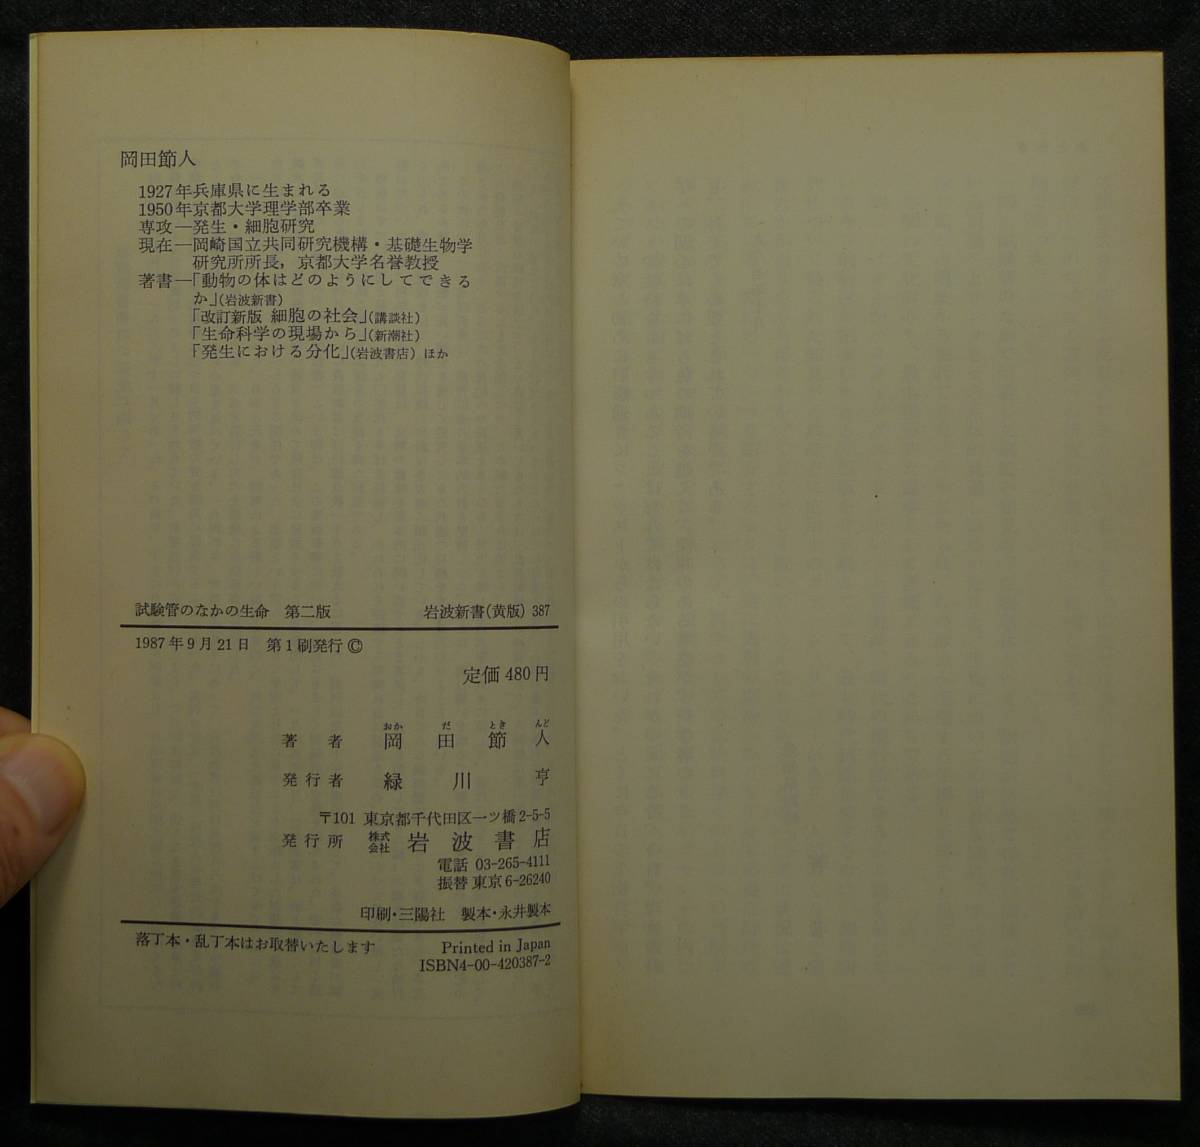 岡田節人
1927年兵庫県に生まれる
1950年京都大学理学部卒業
専攻―発生・細胞研究
現在―岡崎国立共同研究機構・基礎生物学
研究所所長，京都大学名誉教授
著書―「動物の体はどのようにしてできる
か」(岩波新書)
「改訂新版 細胞の社会」(講談社)
「生命科学の現場から」(新潮社)
「発生における分化」(岩波書店) ほか
試験管のなかの生命 第二版 岩波新書(黄版) 387
1987年9月21日 第1刷発行 ©
定価 480円
おか だ とき んど
著者 岡田節人
発行者 緑川亨
〒101 東京都千代田区一ツ橋2-5-5
発行所 株式会社 岩波書店
電話 03-265-4111
振替 東京6-26240
印刷・三陽社 製本・永井製本
落丁本・乱丁本はお取替いたします Printed in Japan
ISBN4-00-420387-2